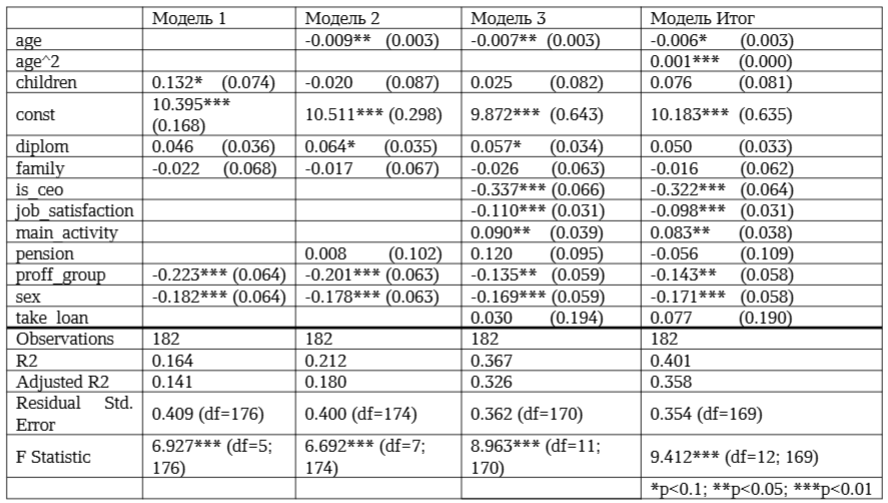 Модель 1 Модель 2 Модель 3 Модель Итог
age -0.009** (0.003) -0.007** (0.003) -0.006* (0.003)
age^2 0.001*** (0.000)
children 0.132* (0.074) -0.020 (0.087) 0.025 (0.082) 0.076 (0.081)
const 10.395*** (0.168) 10.511*** (0.298) 9.872*** (0.643) 10.183*** (0.635)
diplom 0.046 (0.036) 0.064* (0.035) 0.057* (0.034) 0.050 (0.033)
family -0.022 (0.068) -0.017 (0.067) -0.026 (0.063) -0.016 (0.062)
is_ceo -0.337*** (0.066) -0.322*** (0.064)
job_satisfaction -0.110*** (0.031) -0.098*** (0.031)
main_activity 0.090** (0.039) 0.083** (0.038)
pension 0.008 (0.102) 0.120 (0.095) -0.056 (0.109)
proff_group -0.223*** (0.064) -0.201*** (0.063) -0.135** (0.059) -0.143** (0.058)
sex -0.182*** (0.064) -0.178*** (0.063) -0.169*** (0.059) -0.171*** (0.058)
take_loan 0.030 (0.194) 0.077 (0.190)
Observations 182 182 182 182
R2 0.164 0.212 0.367 0.401
Adjusted R2 0.141 0.180 0.326 0.358
Residual Std. Error 0.409 (df=176) 0.400 (df=174) 0.362 (df=170) 0.354 (df=169)
F Statistic 6.927*** (df=5; 176) 6.692*** (df=7; 174) 8.963*** (df=11; 170) 9.412*** (df=12; 169)
*p<0.1; **p<0.05; ***p<0.01